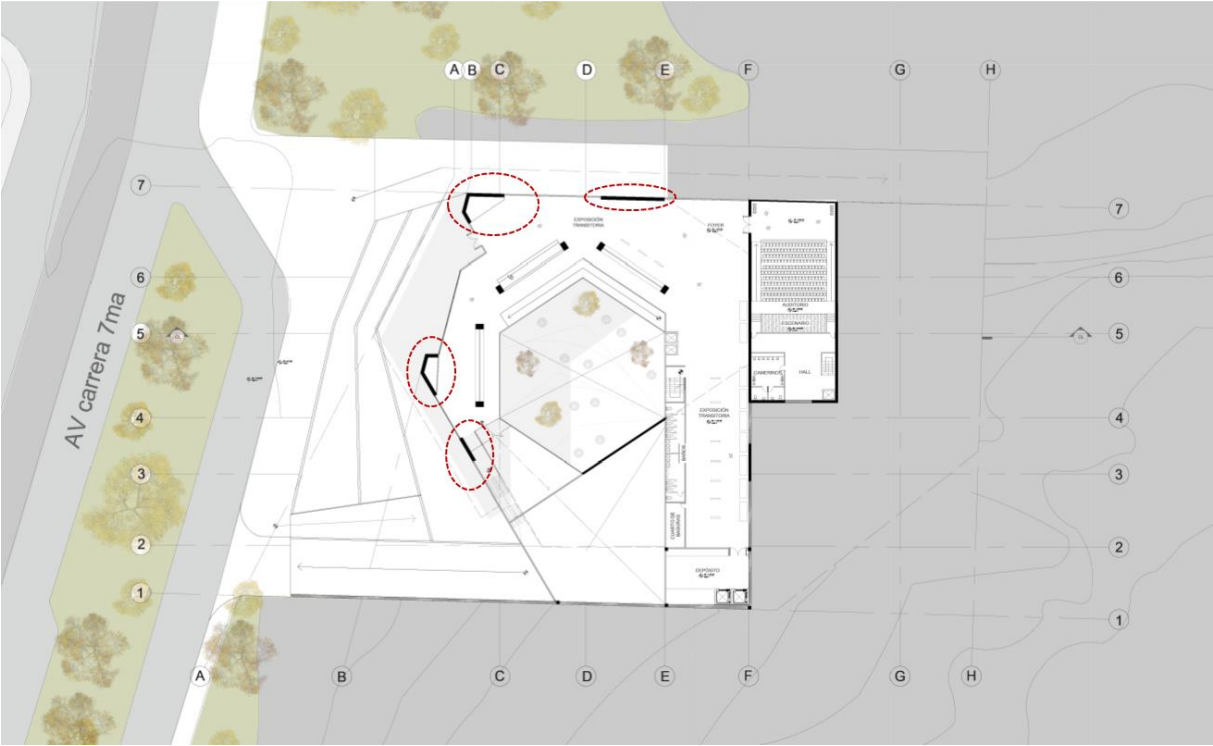 A B C D E F G H
7
7
EXPOSICIÓN
TRANSITORIA
FOYER
6
6
AUDITORIO
5
ESCENARIO
5
AV carrera 7ma
CAMERINOS
HALL
4
EXPOSICIÓN
TRANSITORIA
4
BAÑOS
3
3
CUARTO DE
BASURAS
2
2
DEPÓSITO
1
1
A B C D E F G H